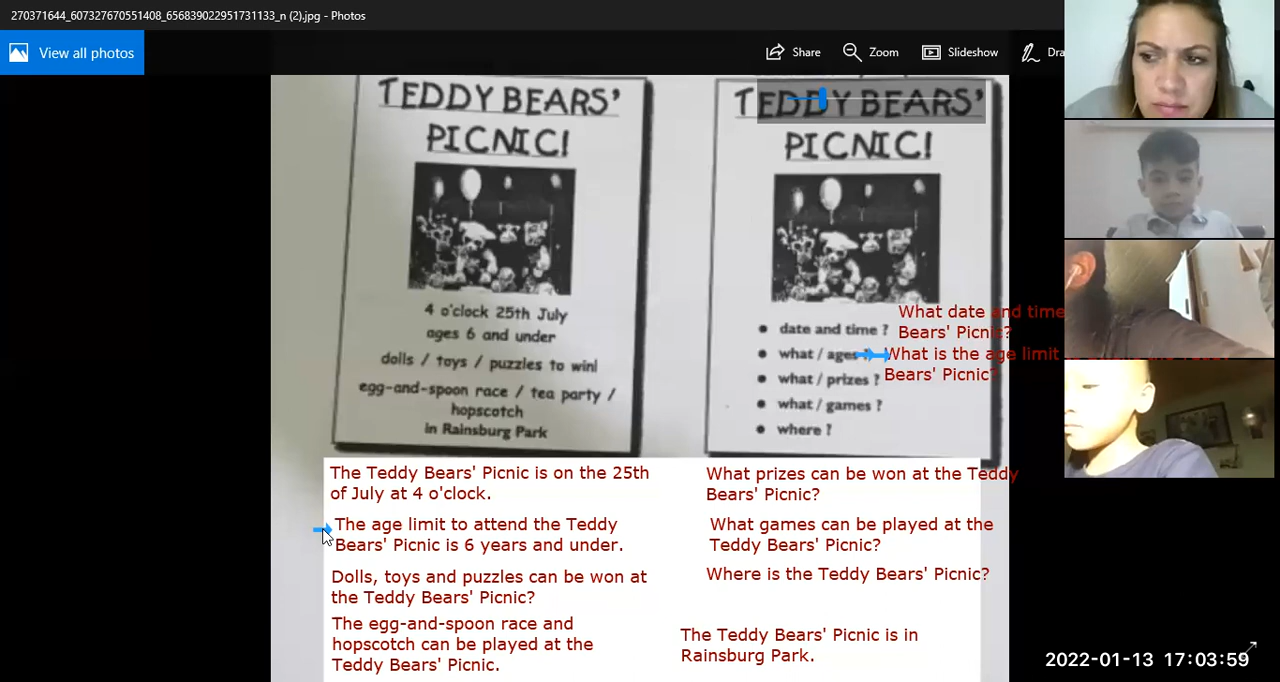 270371644_607327670551408_656839022951731133_n (2).jpg - Photos
View all photos
Share
Zoom
Slideshow
TEDDY BEARS'
PICNIC!
4 o'clock 25th July
ages 6 and under
dolls / toys / puzzles to win!
egg-and-spoon race / tea party /
hopscotch
in Rainsburg Park
TEDDY BEARS'
PICNIC!
date and time ?
what / ages ?
what / prizes ?
what / games ?
where ?
What date and time
Bears' Picnic?
What is the age limit
Bears' Picnic?
The Teddy Bears' Picnic is on the 25th
of July at 4 o'clock.
The age limit to attend the Teddy
Bears' Picnic is 6 years and under.
Dolls, toys and puzzles can be won at
the Teddy Bears' Picnic?
The egg-and-spoon race and
hopscotch can be played at the
Teddy Bears' Picnic.
What prizes can be won at the Teddy
Bears' Picnic?
What games can be played at the
Teddy Bears' Picnic?
Where is the Teddy Bears' Picnic?
The Teddy Bears' Picnic is in
Rainsburg Park.
2022-01-13 17:03:59